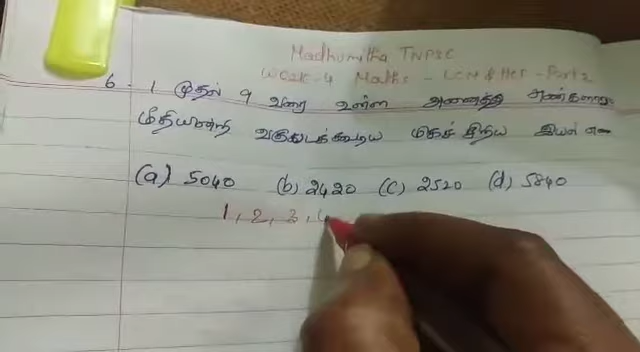 Madhumitha TNPSC
Week-4 Maths - LCM & HCF - Part 2
6. 1 முதல் 9 வரை உள்ள அனைத்து எண்களால்
மீதியின்றி வகுபடக்கூடிய மிகச் சிறிய இயல்
(a) 5040 (b) 2420 (c) 2520 (d) 5840
1, 2, 3, 4